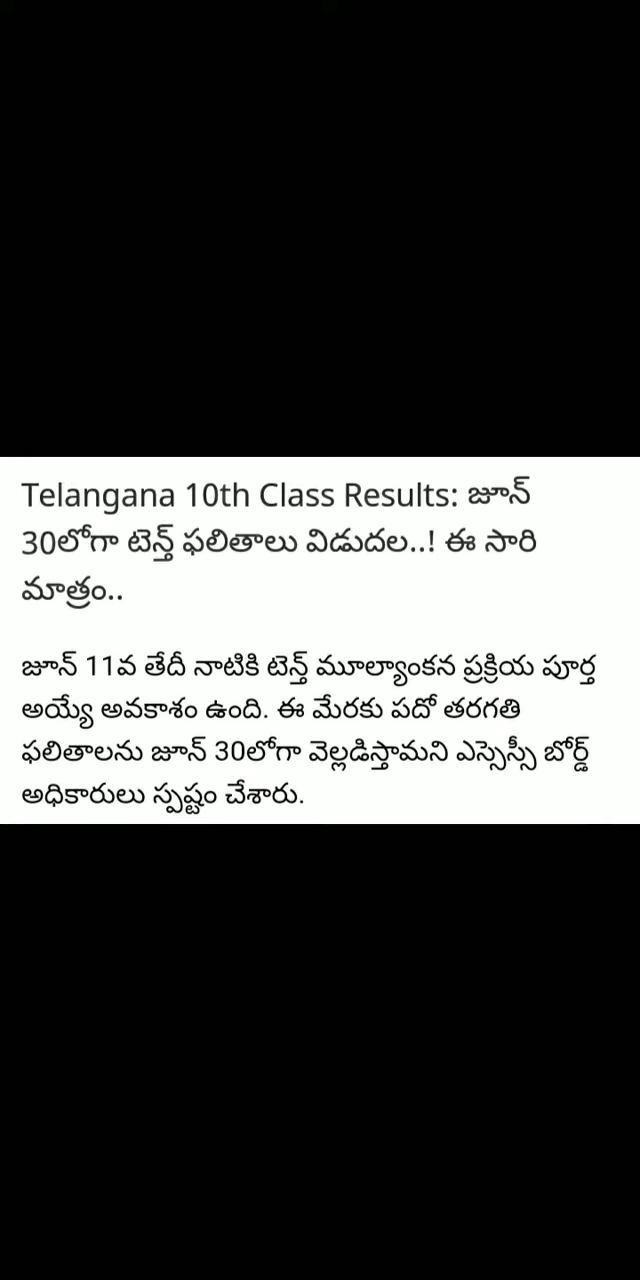 Telangana 10th Class Results: జూన్
30లోగా టెన్త్ ఫలితాలు విడుదల..! ఈ సారి
మాత్రం..
జూన్ 11వ తేదీ నాటికి టెన్త్ మూల్యాంకన ప్రక్రియ పూర్త
అయ్యే అవకాశం ఉంది. ఈ మేరకు పదో తరగతి
ఫలితాలను జూన్ 30లోగా వెల్లడిస్తామని ఎస్సెస్సీ బోర్డ్
అధికారులు స్పష్టం చేశారు.